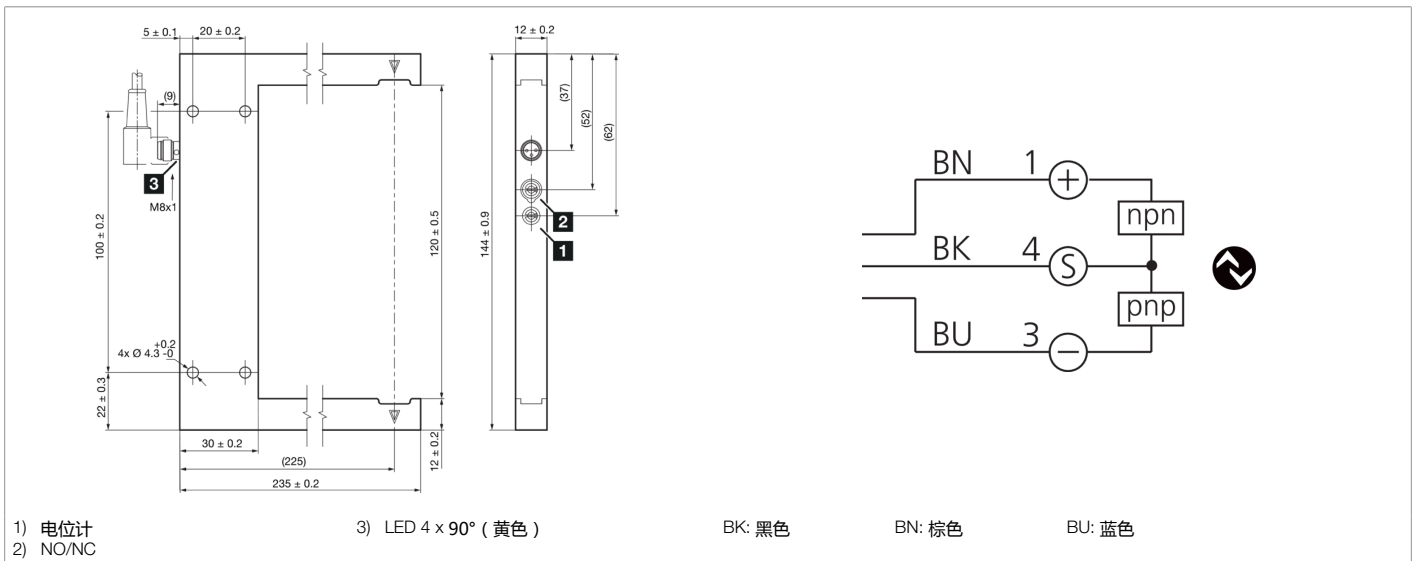 5 ± 0.1
20 ± 0.2
12 ± 0.2
(9)
(37)
(52)
(62)
3
M8x1
100 ± 0.2
120 ± 0.5
144 ± 0.9
2
1
+0.2
4x Ø 4.3 -0
22 ± 0.3
30 ± 0.2
12 ± 0.2
(225)
235 ± 0.2
BN 1 +
npn
BK 4 S
pnp
BU 3 −
1) 电位计
2) NO/NC
3) LED 4 x 90°（黄色）
BK: 黑色
BN: 棕色
BU: 蓝色